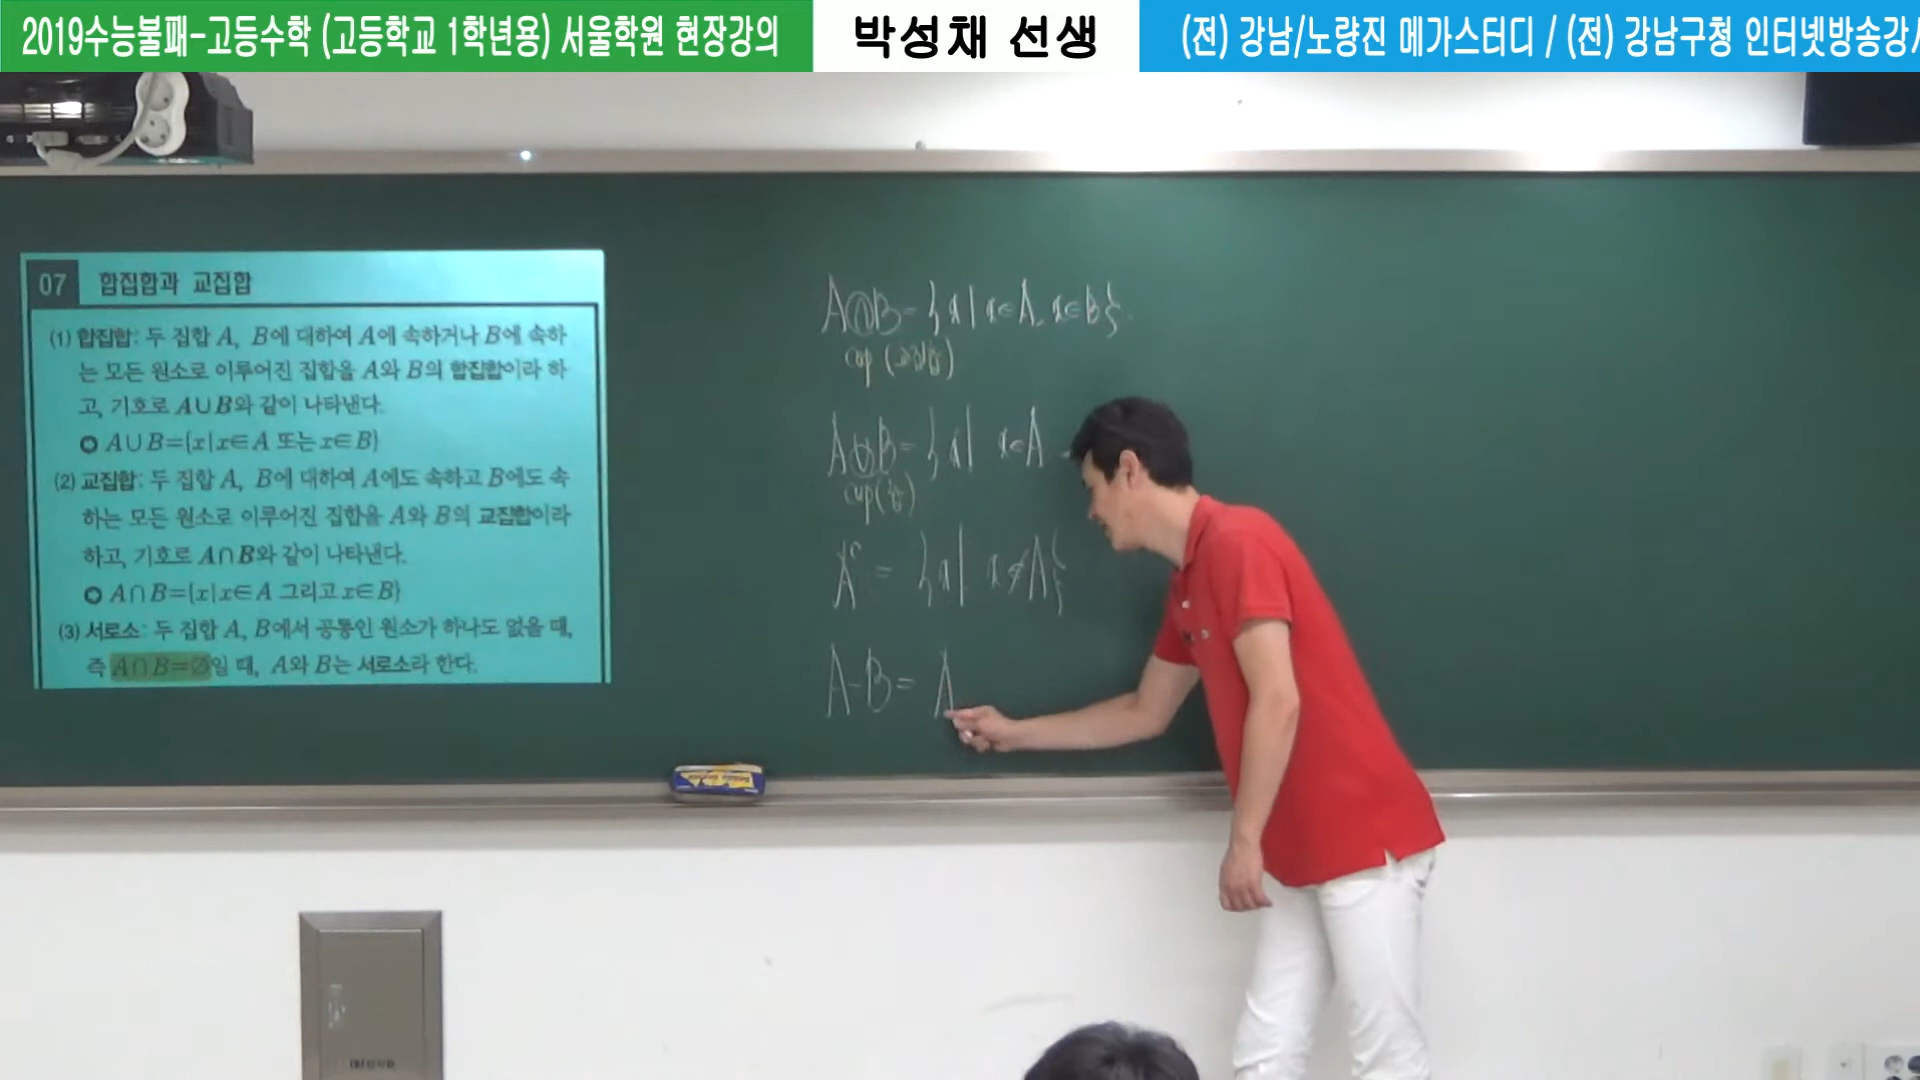 2019수능불패-고등수학 (고등학교 1학년용) 서울학원 현장강의
박성채 선생
(전) 강남/노량진 메가스터디 / (전) 강남구청 인터넷방송강사
07 합집합과 교집합
(1) 합집합: 두 집합 A, B에 대하여 A에 속하거나 B에 속하
는 모든 원소로 이루어진 집합을 A와 B의 합집합이라 하
고, 기호로 A∪B와 같이 나타낸다.
➲ A∪B={x|x∈A 또는 x∈B}
(2) 교집합: 두 집합 A, B에 대하여 A에도 속하고 B에도 속
하는 모든 원소로 이루어진 집합을 A와 B의 교집합이라
하고, 기호로 A∩B와 같이 나타낸다.
➲ A∩B={x|x∈A 그리고 x∈B}
(3) 서로소: 두 집합 A, B에서 공통인 원소가 하나도 없을 때,
즉 A∩B=∅일 때, A와 B는 서로소라 한다.
A∩B={x|x∈A, x∈B}
cap (교집합)
A∪B={x| x∈A
cup(합)
Aᶜ = {x| x∉A}
A-B= A